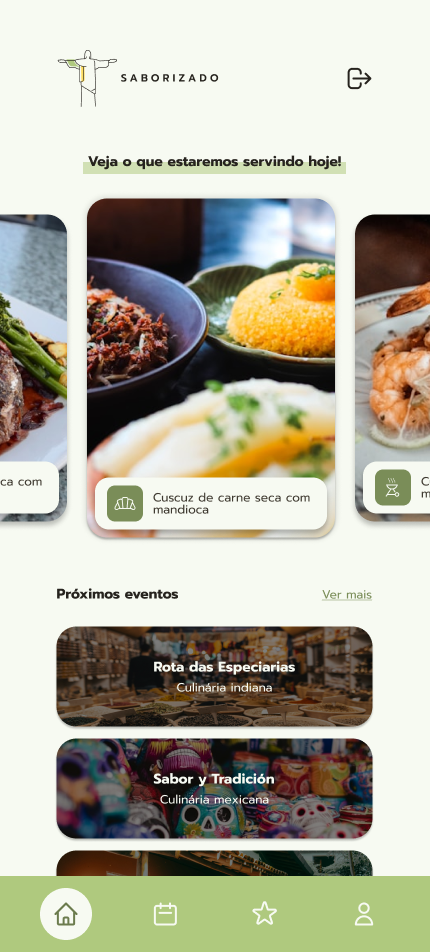 SABORIZADO
Veja o que estaremos servindo hoje!
ca com
Cuscuz de carne seca com
mandioca
C
m
Próximos eventos
Ver mais
Rota das Especiarias
Culinária indiana
Sabor y Tradición
Culinária mexicana